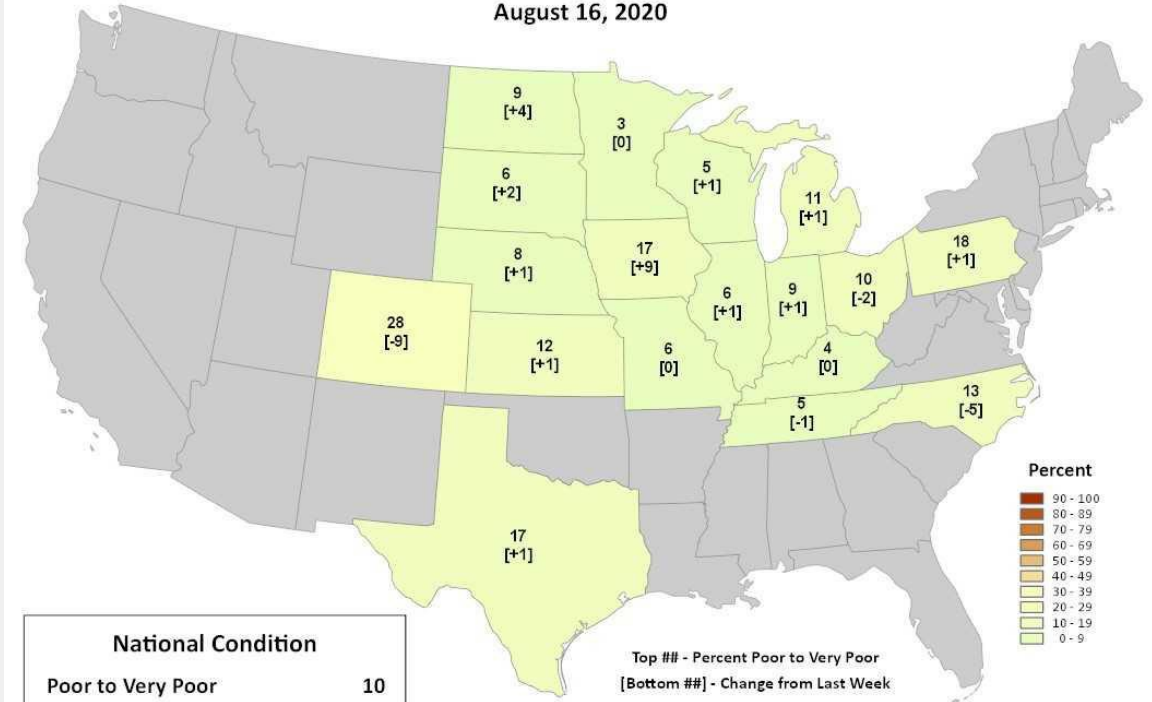 August 16, 2020
9
[+4]
3
[0]
6
[+2]
5
[+1]
11
[+1]
8
[+1]
17
[+9]
18
[+1]
6
[+1]
9
[+1]
10
[-2]
28
[-9]
12
[+1]
6
[0]
4
[0]
5
[-1]
13
[-5]
17
[+1]
Percent
90 - 100
80 - 89
70 - 79
60 - 69
50 - 59
40 - 49
30 - 39
20 - 29
10 - 19
0 - 9
National Condition
Poor to Very Poor 10
Top ## - Percent Poor to Very Poor
[Bottom ##] - Change from Last Week